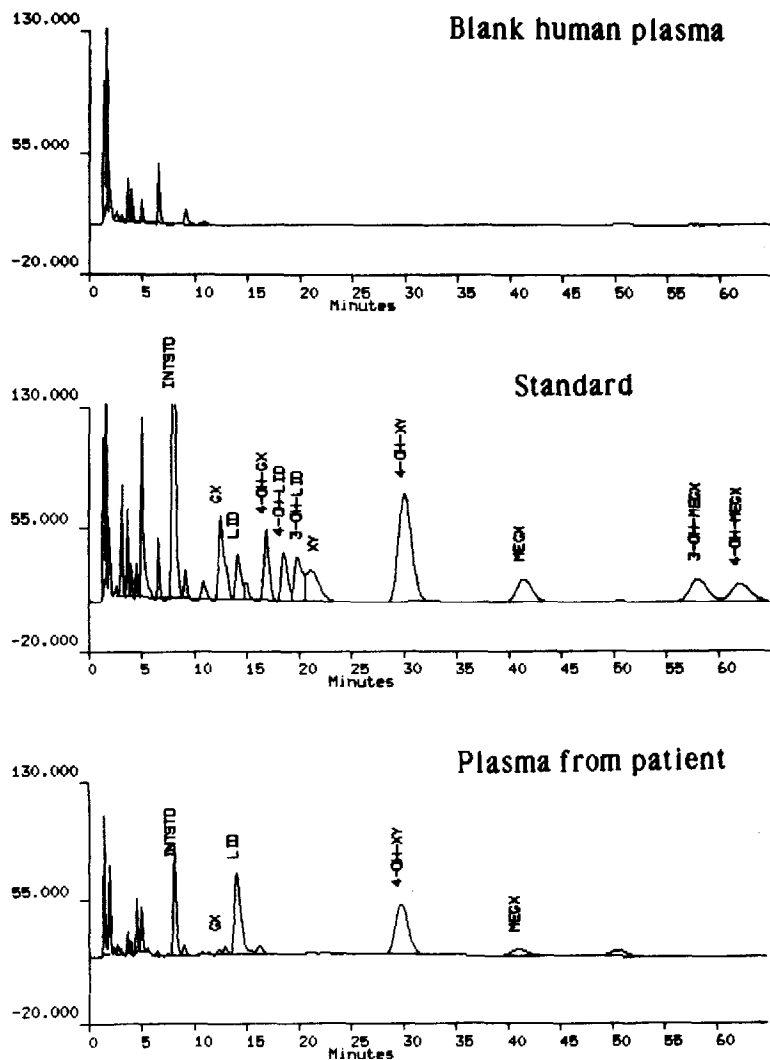 Blank human plasma
130.000
55.000
-20.000
0 5 10 15 20 25 30 35 40 45 50 55 60
Minutes
Standard
130.000
55.000
-20.000
INTSTD
GX
LID
4-OH-GX
4-OH-LID
3-OH-LID
XY
4-OH-XY
MEGX
3-OH-MEGX
4-OH-MEGX
0 5 10 15 20 25 30 35 40 45 50 55 60
Minutes
Plasma from patient
130.000
55.000
-20.000
INTSTD
GX
LID
4-OH-XY
MEGX
0 5 10 15 20 25 30 35 40 45 50 55 60
Minutes